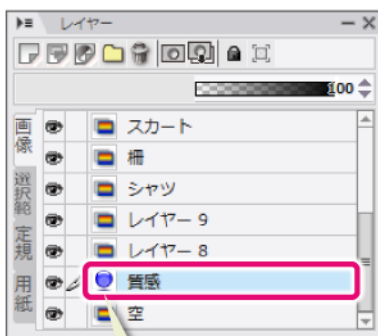 レイヤー
100
画像
選択範
定規
用紙
スカート
柵
シャツ
レイヤー 9
レイヤー 8
質感
空